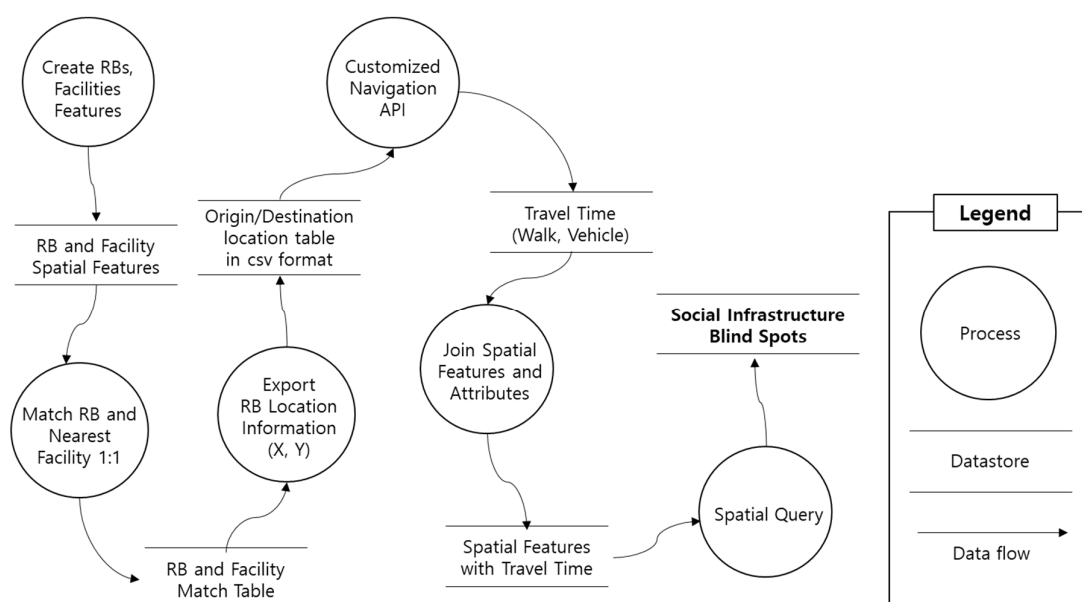 Create RBs,
Facilities
Features
RB and Facility
Spatial Features
Match RB and
Nearest
Facility 1:1
RB and Facility
Match Table
Export
RB Location
Information
(X, Y)
Origin/Destination
location table
in csv format
Customized
Navigation
API
Travel Time
(Walk, Vehicle)
Join Spatial
Features and
Attributes
Spatial Features
with Travel Time
Spatial Query
Social Infrastructure
Blind Spots
Legend
Process
Datastore
Data flow